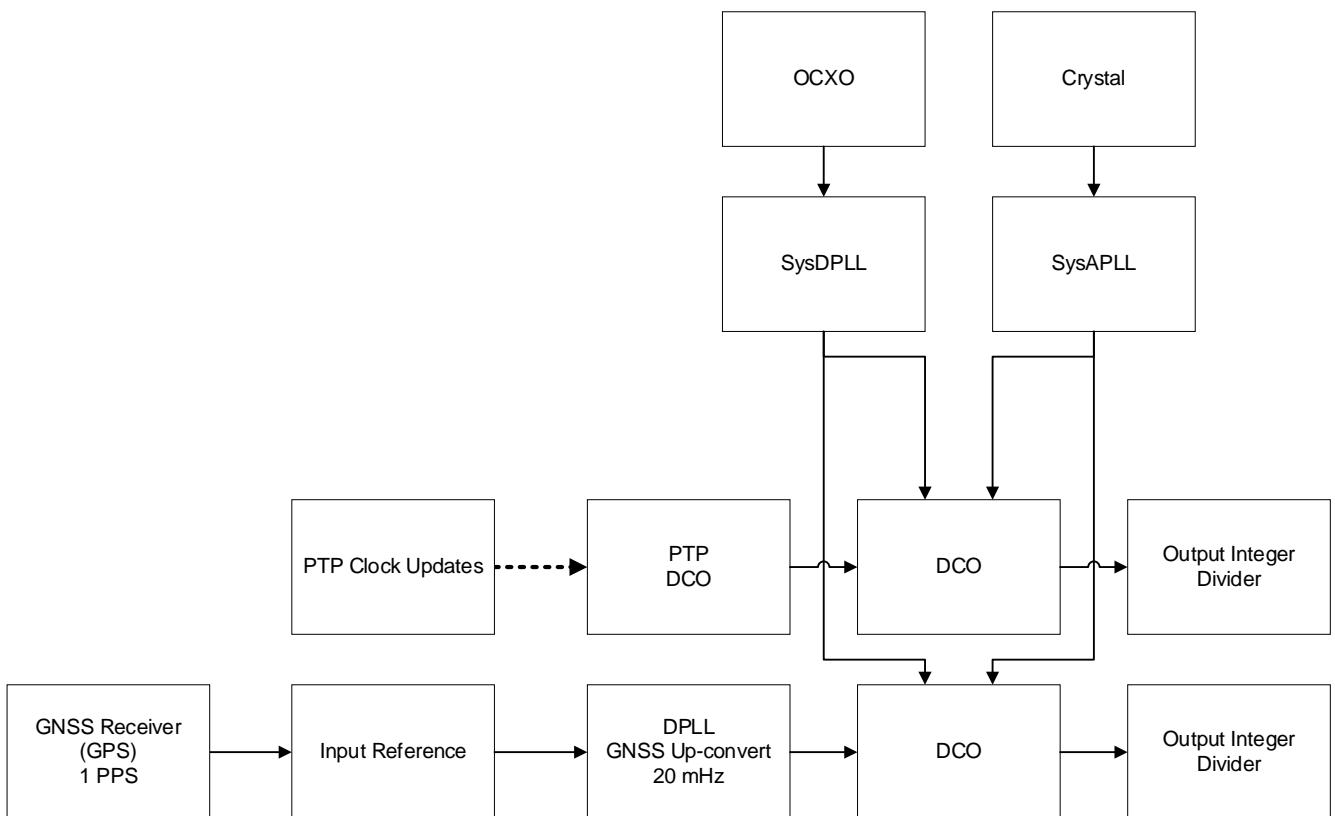 OCXO
Crystal
SysDPLL
SysAPLL
PTP Clock Updates
PTP
DCO
DCO
Output Integer
Divider
GNSS Receiver
(GPS)
1 PPS
Input Reference
DPLL
GNSS Up-convert
20 mHz
DCO
Output Integer
Divider